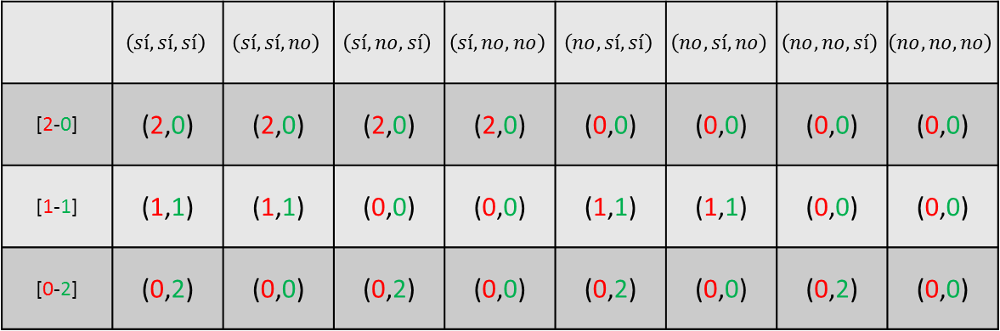 (sí, sí, sí) (sí, sí, no) (sí, no, sí) (sí, no, no) (no, sí, sí) (no, sí, no) (no, no, sí) (no, no, no)
[2-0] (2,0) (2,0) (2,0) (2,0) (0,0) (0,0) (0,0) (0,0)
[1-1] (1,1) (1,1) (0,0) (0,0) (1,1) (1,1) (0,0) (0,0)
[0-2] (0,2) (0,0) (0,2) (0,0) (0,2) (0,0) (0,2) (0,0)